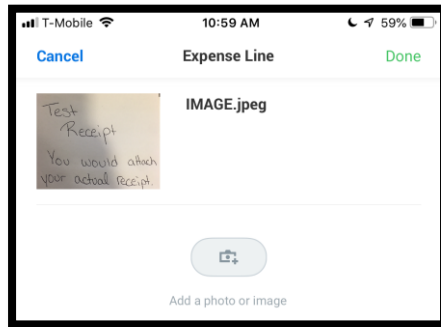 T-Mobile 10:59 AM 59%
Cancel Expense Line Done
IMAGE.jpeg
Test
Receipt
You would attach
your actual receipt.
Add a photo or image